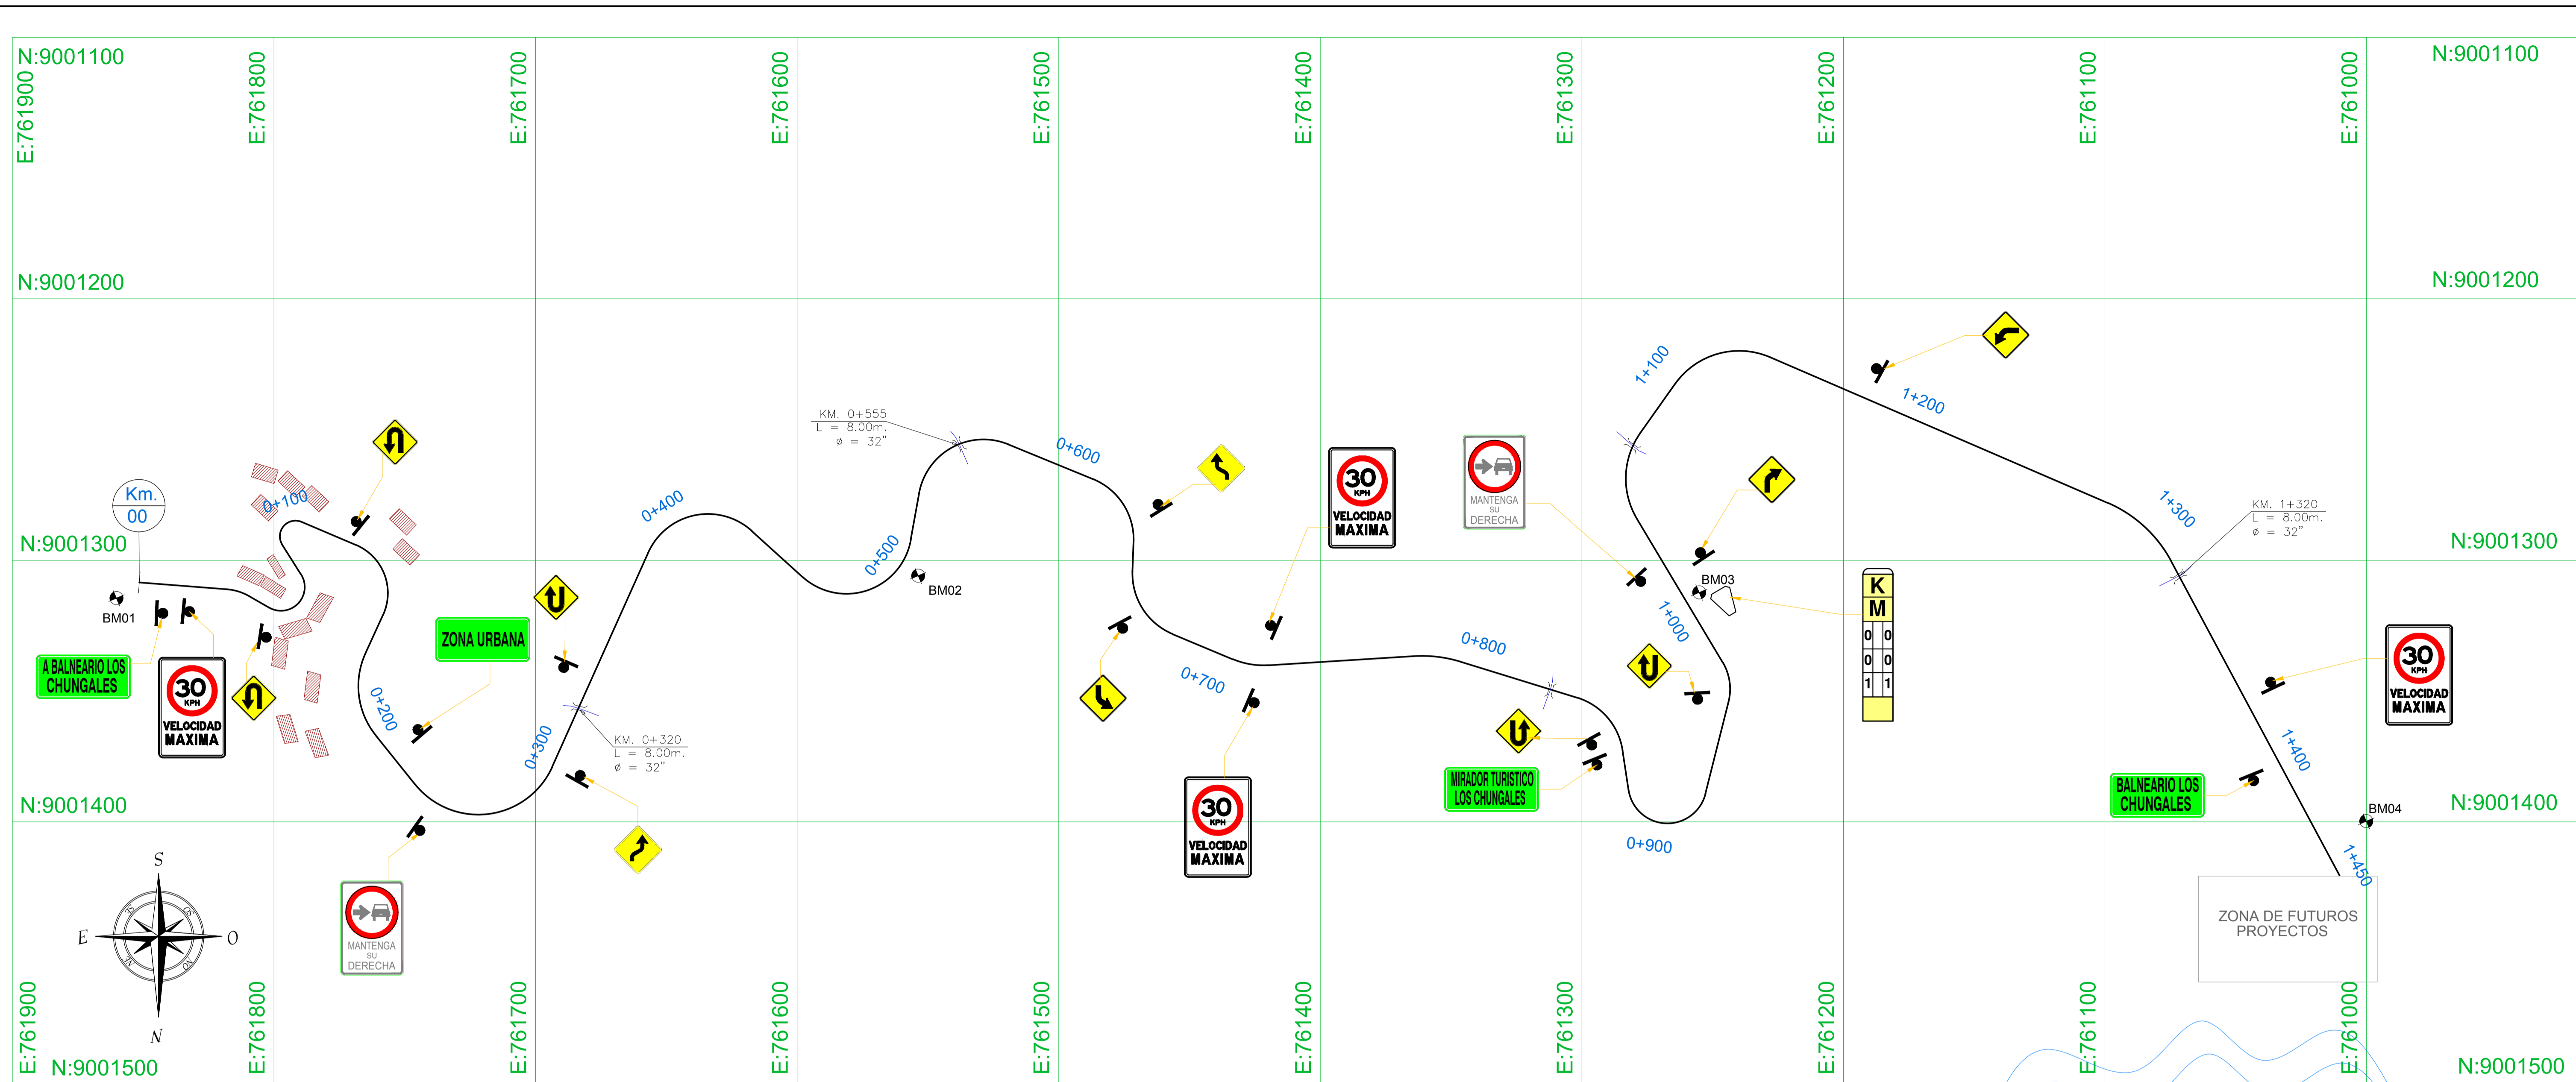 N:9001100
N:9001100
E:761900
E:761800
E:761700
E:761600
E:761500
E:761400
E:761300
E:761200
E:761100
E:761000
N:9001200
N:9001200
1+100
1+200
KM. 0+555
L = 8.00m.
ø = 32"
0+600
30
KPH
VELOCIDAD
MAXIMA
MANTENGA
SU
DERECHA
Km.
00
0+100
0+400
0+500
1+300
KM. 1+320
L = 8.00m.
ø = 32"
N:9001300
N:9001300
BM01
BM02
BM03
K
M
0 0
0 0
1 1
1+000
A BALNEARIO LOS
CHUNGALES
30
KPH
VELOCIDAD
MAXIMA
ZONA URBANA
0+200
0+300
KM. 0+320
L = 8.00m.
ø = 32"
0+700
0+800
30
KPH
VELOCIDAD
MAXIMA
MIRADOR TURISTICO
LOS CHUNGALES
0+900
30
KPH
VELOCIDAD
MAXIMA
1+400
BALNEARIO LOS
CHUNGALES
BM04
1+450
N:9001400
N:9001400
MANTENGA
SU
DERECHA
S
E
O
N
SE
SO
NE
NO
ZONA DE FUTUROS
PROYECTOS
E:761900
E:761800
E:761700
E:761600
E:761500
E:761400
E:761300
E:761200
E:761100
E:761000
N:9001500
N:9001500